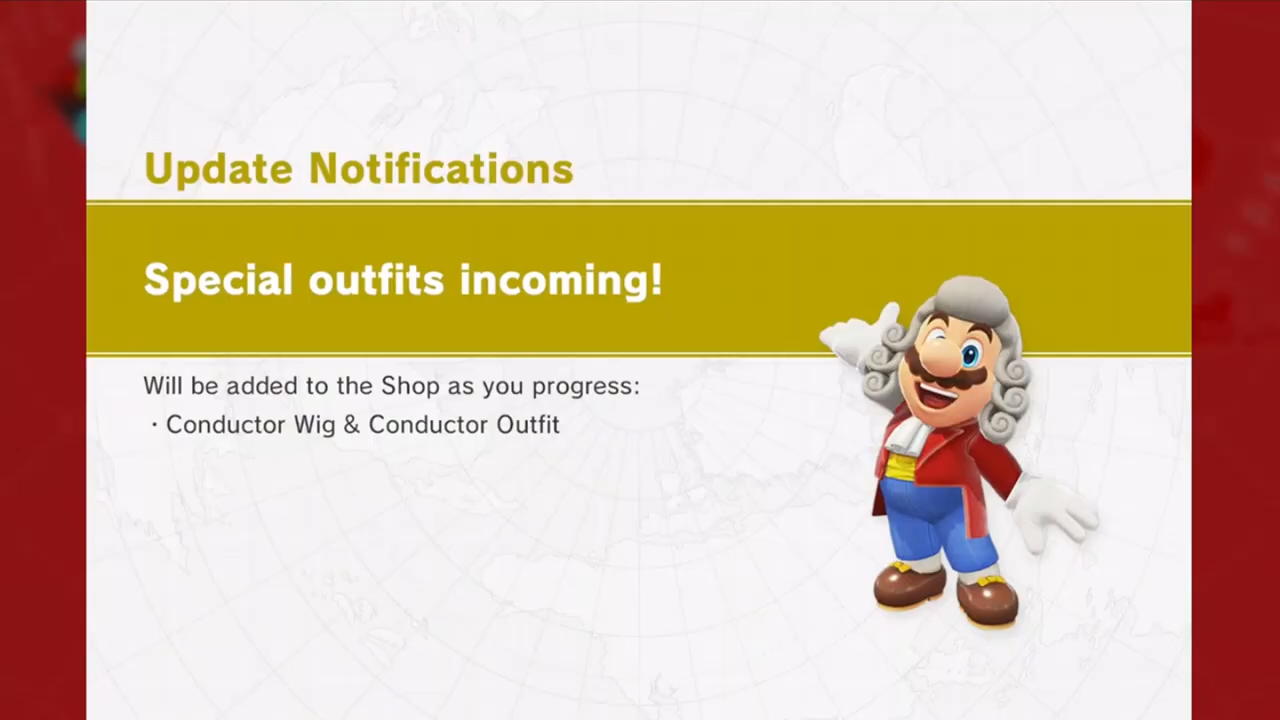 Update Notifications
Special outfits incoming!
Will be added to the Shop as you progress:
· Conductor Wig & Conductor Outfit